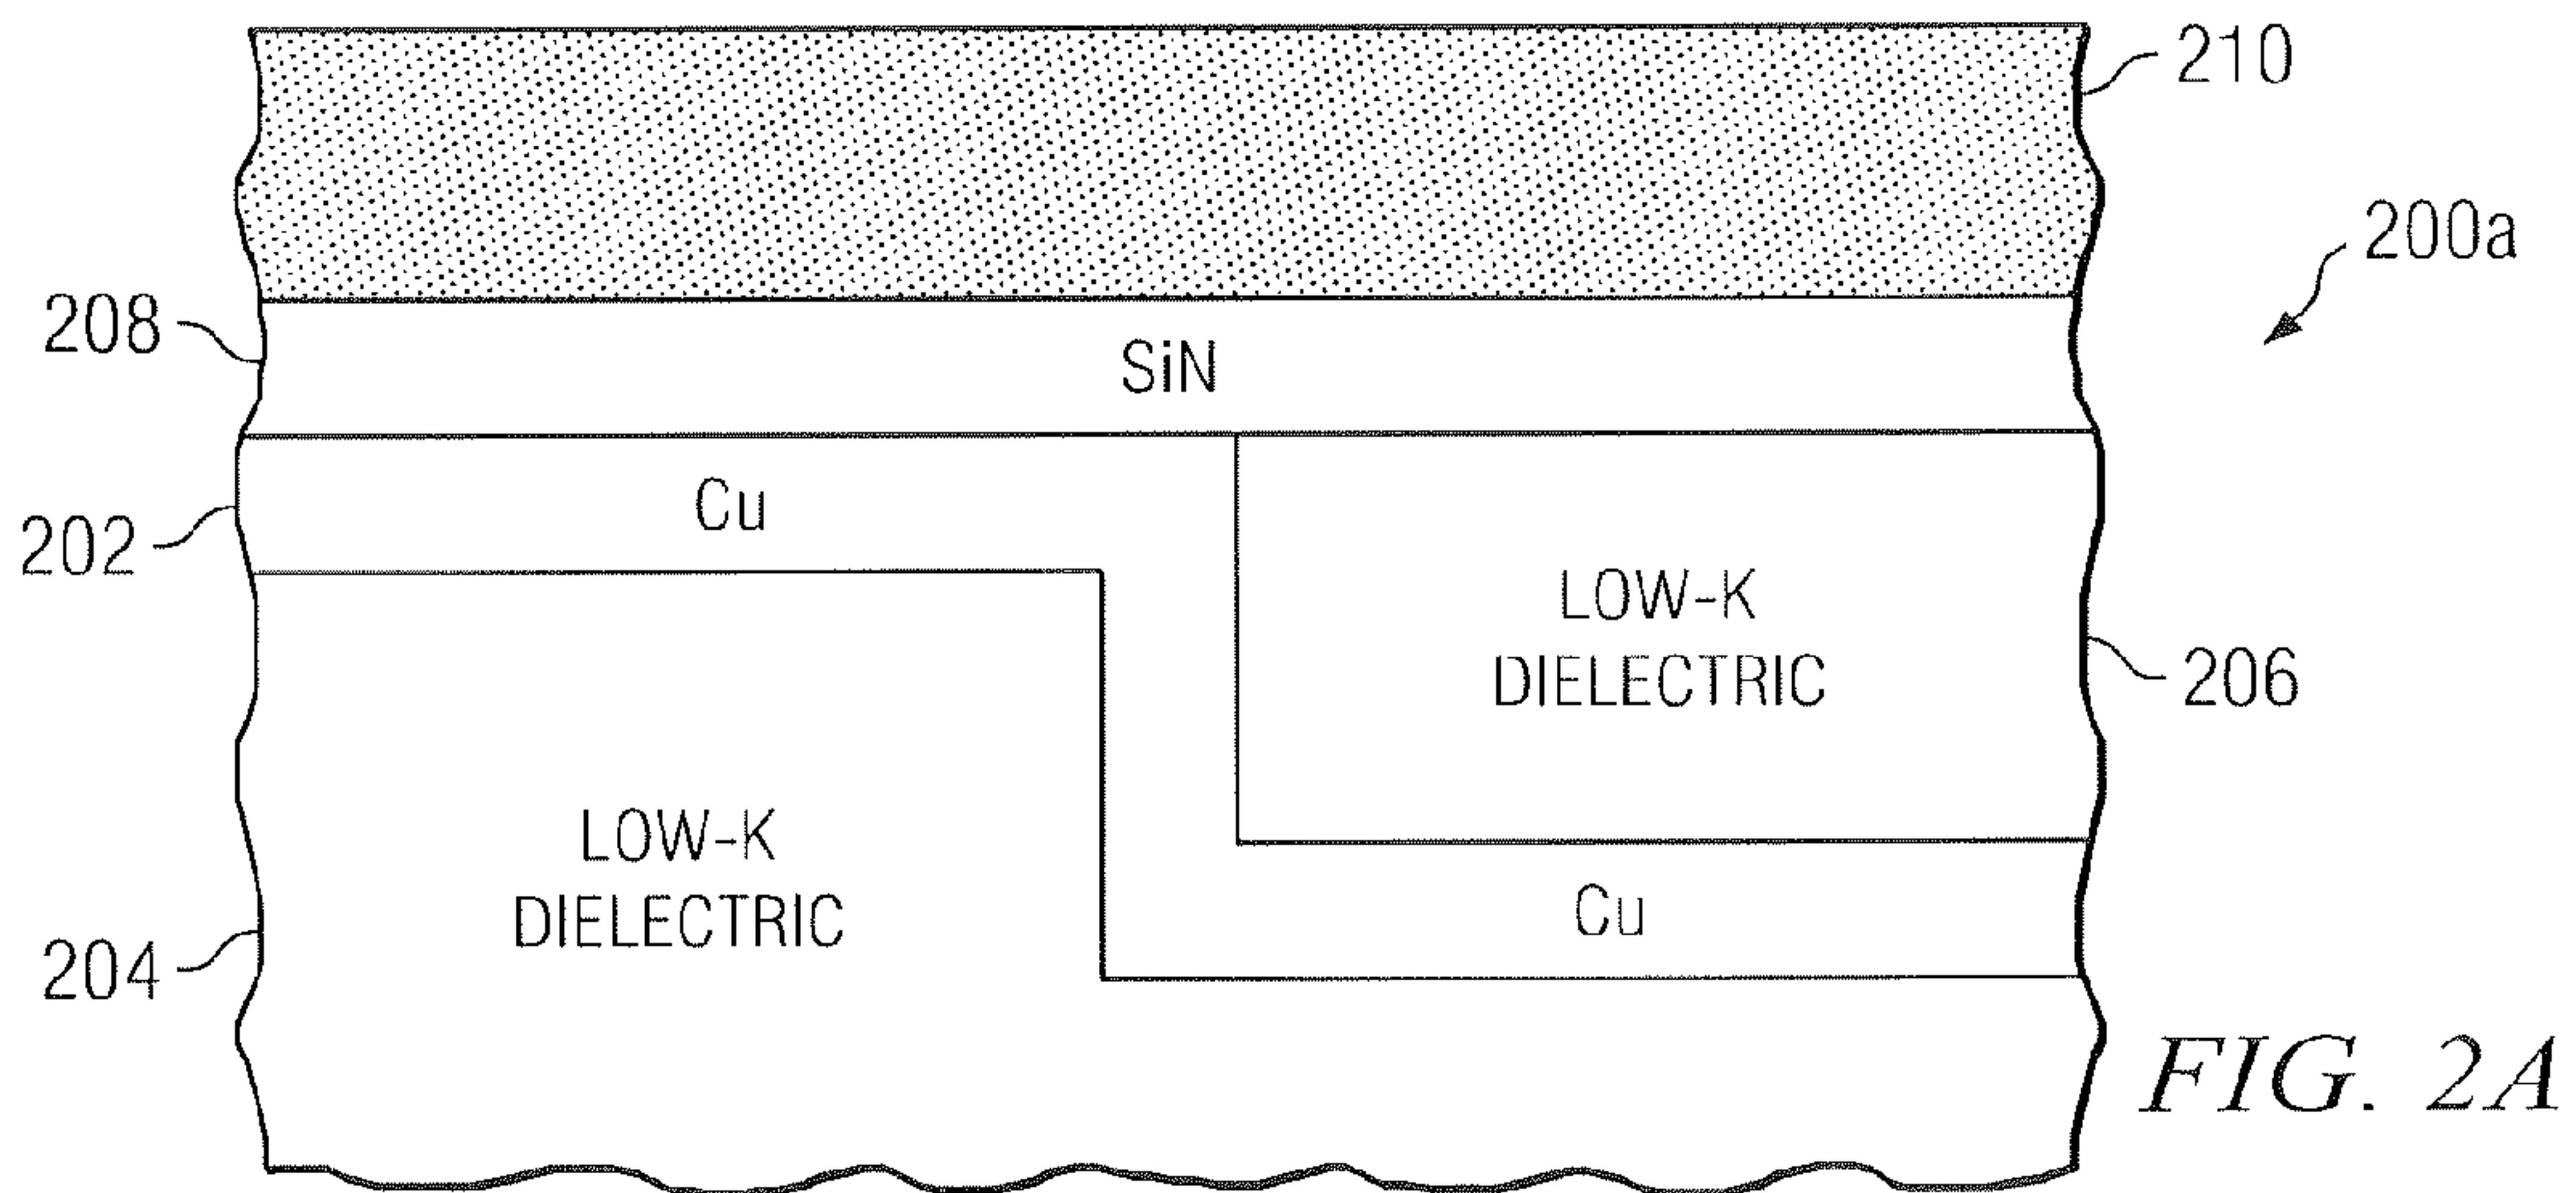 210
200a
208
SiN
Cu
202
LOW-K
DIELECTRIC
206
LOW-K
DIELECTRIC
Cu
204
FIG. 2A